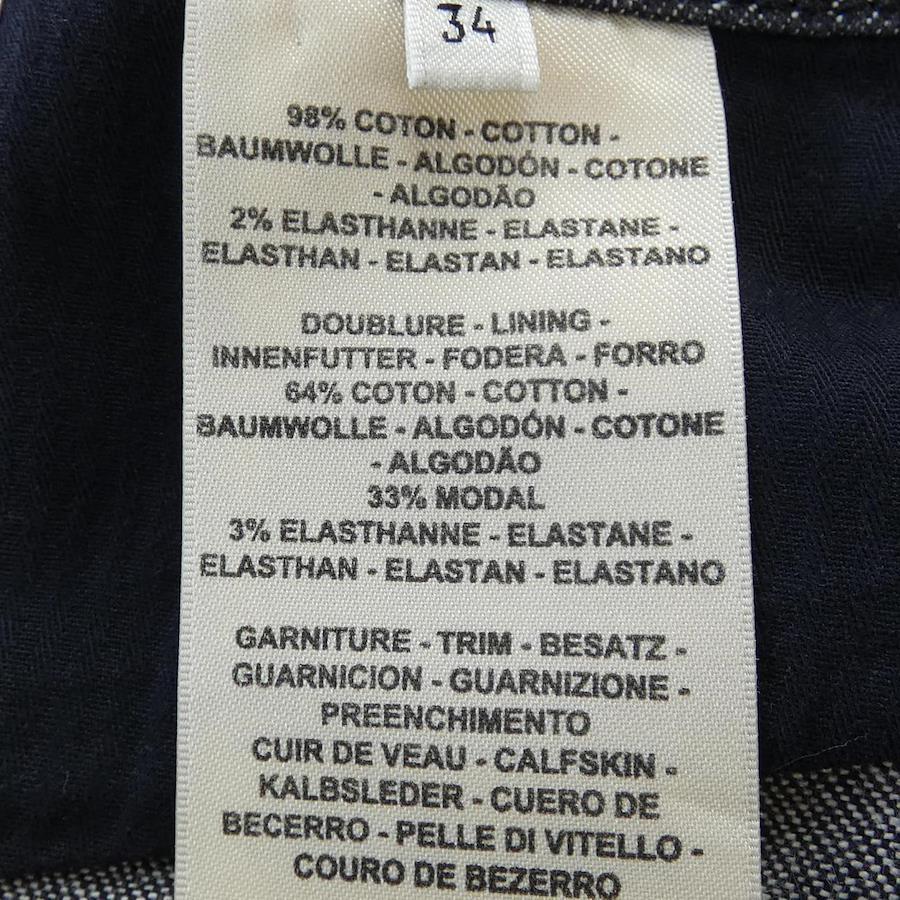 34
98% COTON - COTTON -
BAUMWOLLE - ALGODÓN - COTONE
- ALGODÃO
2% ELASTHANNE - ELASTANE -
ELASTHAN - ELASTAN - ELASTANO
DOUBLURE - LINING -
INNENFUTTER - FODERA - FORRO
64% COTON - COTTON -
BAUMWOLLE - ALGODÓN - COTONE
- ALGODÃO
33% MODAL
3% ELASTHANNE - ELASTANE -
ELASTHAN - ELASTAN - ELASTANO
GARNITURE - TRIM - BESATZ -
GUARNICION - GUARNIZIONE -
PREENCHIMENTO
CUIR DE VEAU - CALFSKIN -
KALBSLEDER - CUERO DE
BECERRO - PELLE DI VITELLO -
COURO DE BEZERRO